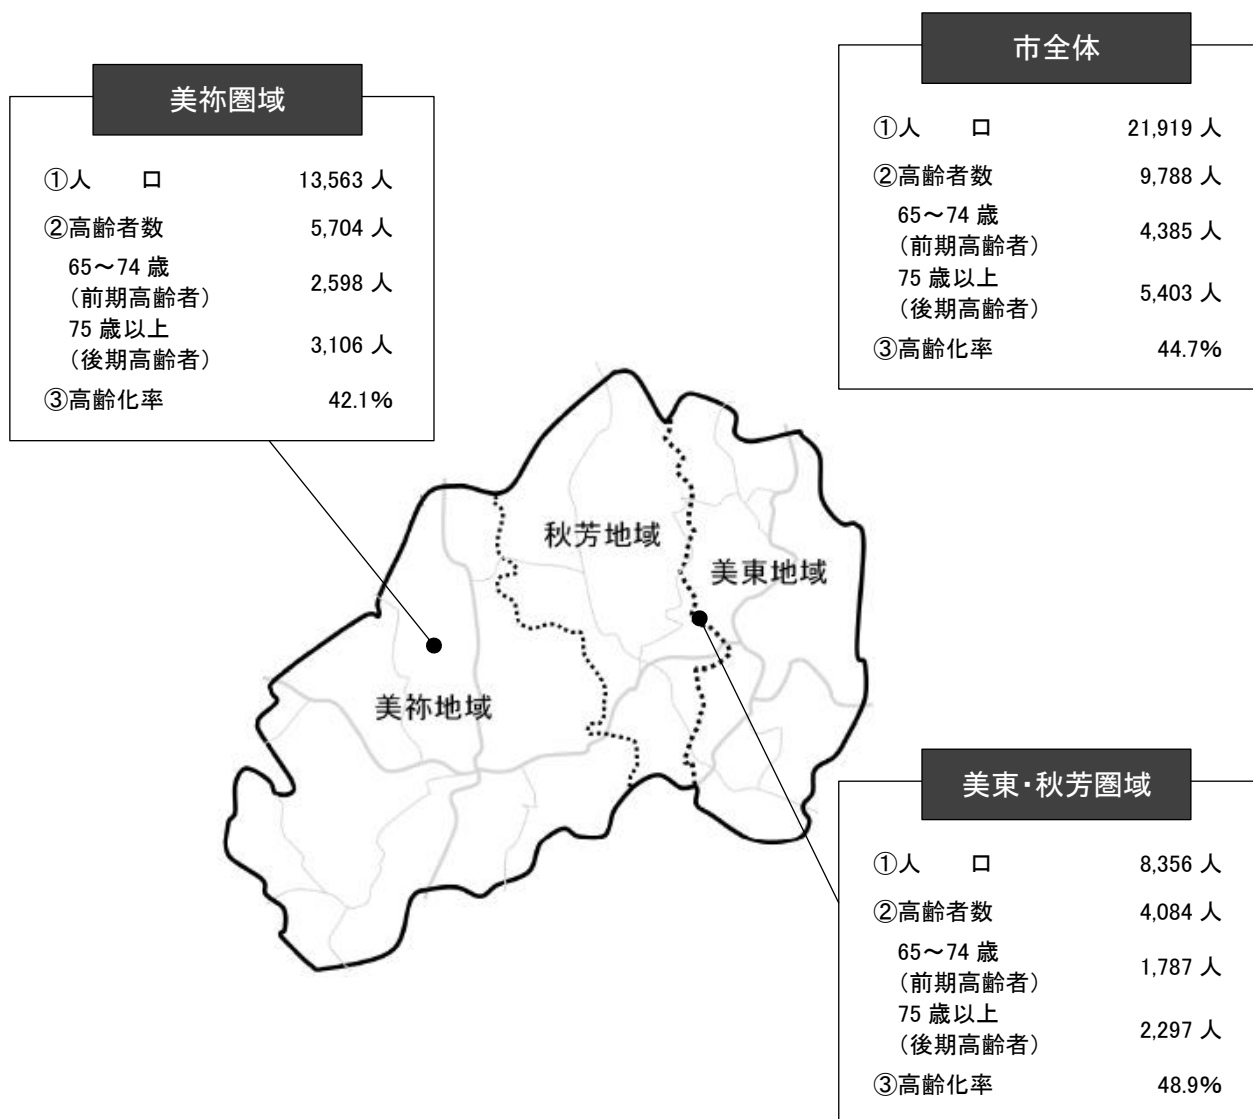 美祢圏域
①人　　口 13,563 人
②高齢者数 5,704 人
65～74 歳
（前期高齢者） 2,598 人
75 歳以上
（後期高齢者） 3,106 人
③高齢化率 42.1%
市全体
①人　　口 21,919 人
②高齢者数 9,788 人
65～74 歳
（前期高齢者） 4,385 人
75 歳以上
（後期高齢者） 5,403 人
③高齢化率 44.7%
秋芳地域
美東地域
美祢地域
美東・秋芳圏域
①人　　口 8,356 人
②高齢者数 4,084 人
65～74 歳
（前期高齢者） 1,787 人
75 歳以上
（後期高齢者） 2,297 人
③高齢化率 48.9%